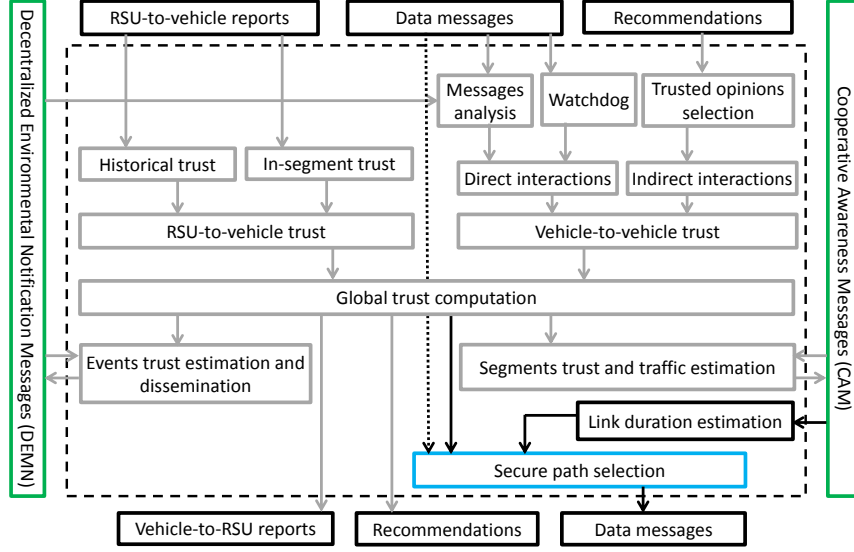 RSU-to-vehicle reports
Data messages
Recommendations
Decentralized Environmental Notification Messages (DEMN)
Cooperative Awareness Messages (CAM)
Messages
analysis
Watchdog
Trusted opinions
selection
Historical trust
In-segment trust
Direct interactions
Indirect interactions
RSU-to-vehicle trust
Vehicle-to-vehicle trust
Global trust computation
Events trust estimation and
dissemination
Segments trust and traffic estimation
Link duration estimation
Secure path selection
Vehicle-to-RSU reports
Recommendations
Data messages